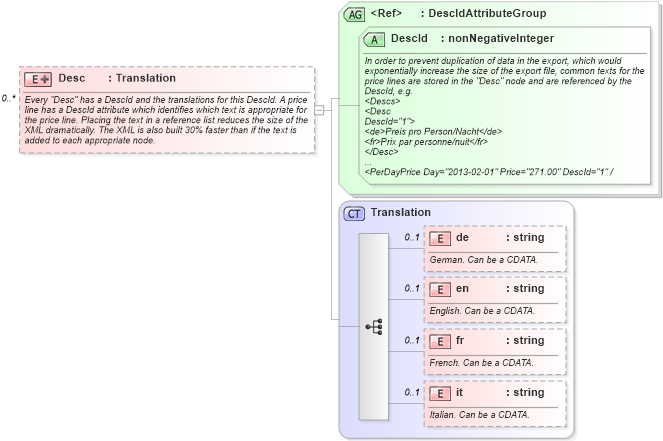 AG <Ref> : DescIdAttributeGroup
A DescId : nonNegativeInteger
In order to prevent duplication of data in the export, which would
exponentially increase the size of the export file, common texts for the
price lines are stored in the "Desc" node and are referenced by the
DescId, e.g.
<Descs>
<Desc
DescId="1">
<de>Preis pro Person/Nacht</de>
<fr>Prix par personne/nuit</fr>
</Desc>
...
<PerDayPrice Day="2013-02-01" Price="271.00" DescId="1" /
0..*
E Desc : Translation
Every "Desc" has a DescId and the translations for this DescId. A price
line has a DescId attribute which identifies which text is appropriate for
the price line. Placing the text in a reference list reduces the size of the
XML dramatically. The XML is also built 30% faster than if the text is
added to each appropriate node.
CT Translation
0..1 E de : string
German. Can be a CDATA.
0..1 E en : string
English. Can be a CDATA.
0..1 E fr : string
French. Can be a CDATA.
0..1 E it : string
Italian. Can be a CDATA.